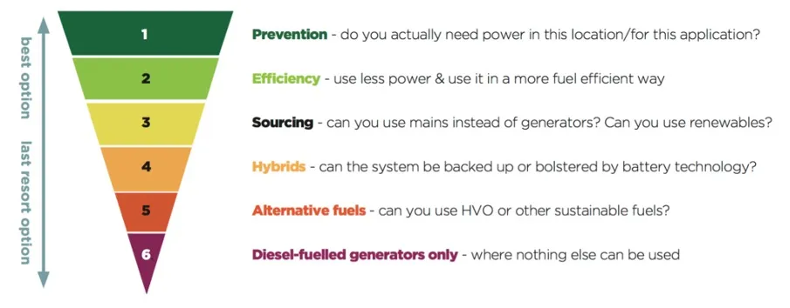 best option
last resort option
1
Prevention - do you actually need power in this location/for this application?
2
Efficiency - use less power & use it in a more fuel efficient way
3
Sourcing - can you use mains instead of generators? Can you use renewables?
4
Hybrids - can the system be backed up or bolstered by battery technology?
5
Alternative fuels - can you use HVO or other sustainable fuels?
6
Diesel-fuelled generators only - where nothing else can be used